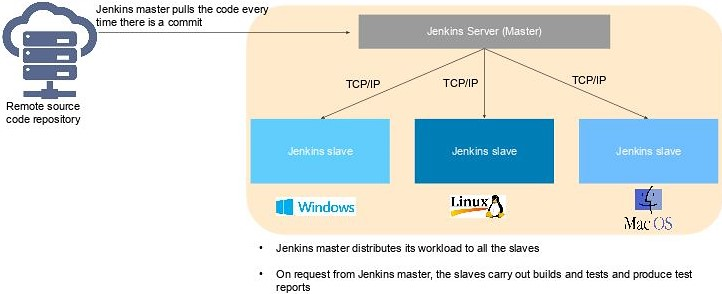 Jenkins master pulls the code every
time there is a commit
Jenkins Server (Master)
TCP/IP
TCP/IP
TCP/IP
Remote source
code repository
Jenkins slave
Jenkins slave
Jenkins slave
Windows
Linux
Mac OS
• Jenkins master distributes its workload to all the slaves
• On request from Jenkins master, the slaves carry out builds and tests and produce test
reports